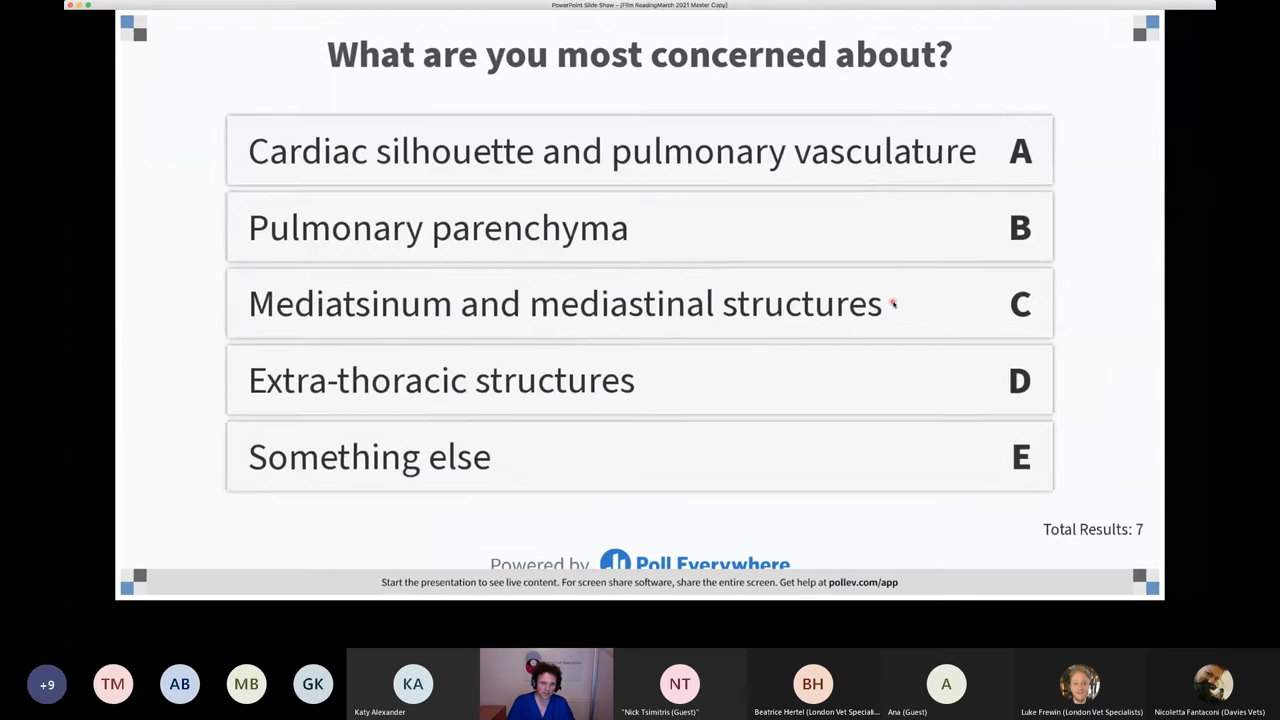 PowerPoint Slide Show – [Film ReadingMarch 2021 Master Copy]
What are you most concerned about?
Cardiac silhouette and pulmonary vasculature A
Pulmonary parenchyma B
Mediatsinum and mediastinal structures C
Extra-thoracic structures D
Something else E
Total Results: 7
Powered by Poll Everywhere
Start the presentation to see live content. For screen share software, share the entire screen. Get help at pollev.com/app
+9 TM AB MB GK KA NT BH A
Katy Alexander
"Nick Tsimitris (Guest)"
Beatrice Hertel (London Vet Speciali...
Ana (Guest)
Luke Frewin (London Vet Specialists)
Nicoletta Fantaconi (Davies Vets)